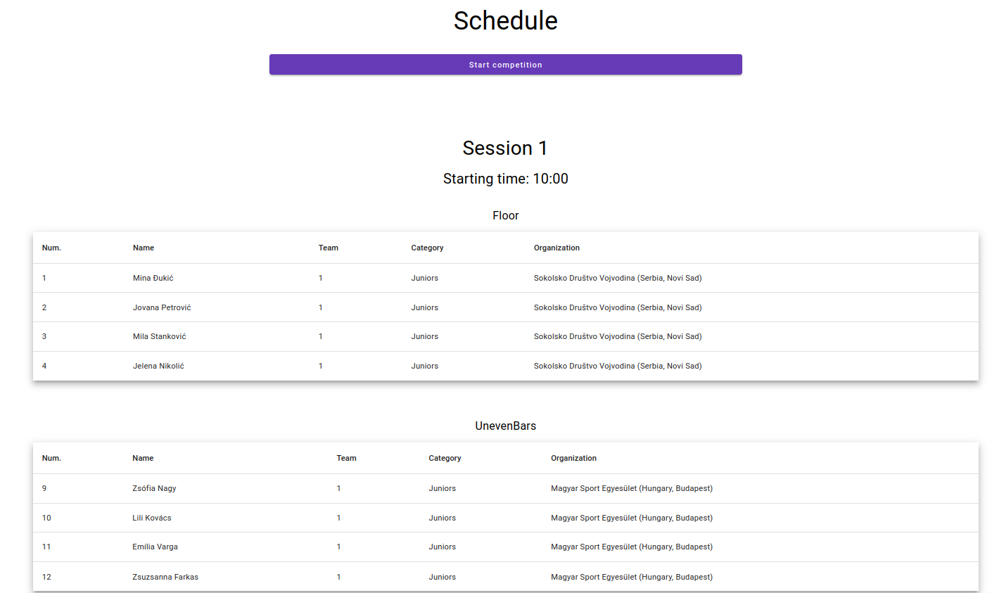 Schedule
Start competition
Session 1
Starting time: 10:00
Floor
Num. Name Team Category Organization
1 Mina Đukić 1 Juniors Sokolsko Društvo Vojvodina (Serbia, Novi Sad)
2 Jovana Petrović 1 Juniors Sokolsko Društvo Vojvodina (Serbia, Novi Sad)
3 Mila Stanković 1 Juniors Sokolsko Društvo Vojvodina (Serbia, Novi Sad)
4 Jelena Nikolić 1 Juniors Sokolsko Društvo Vojvodina (Serbia, Novi Sad)
UnevenBars
Num. Name Team Category Organization
9 Zsófia Nagy 1 Juniors Magyar Sport Egyesület (Hungary, Budapest)
10 Lili Kovács 1 Juniors Magyar Sport Egyesület (Hungary, Budapest)
11 Emília Varga 1 Juniors Magyar Sport Egyesület (Hungary, Budapest)
12 Zsuzsanna Farkas 1 Juniors Magyar Sport Egyesület (Hungary, Budapest)